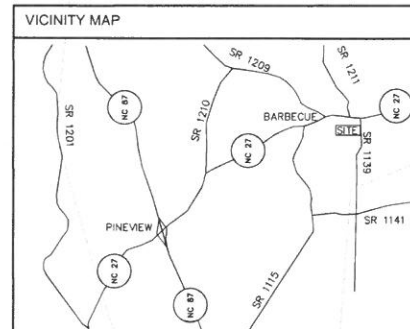 VICINITY MAP
SR 1209
SR 1211
SR 1201
NC 87
SR 1210
BARBECUE
NC 27
SITE
SR 1139
NC 27
PINEVIEW
SR 1141
NC 27
SR 1115
NC 87